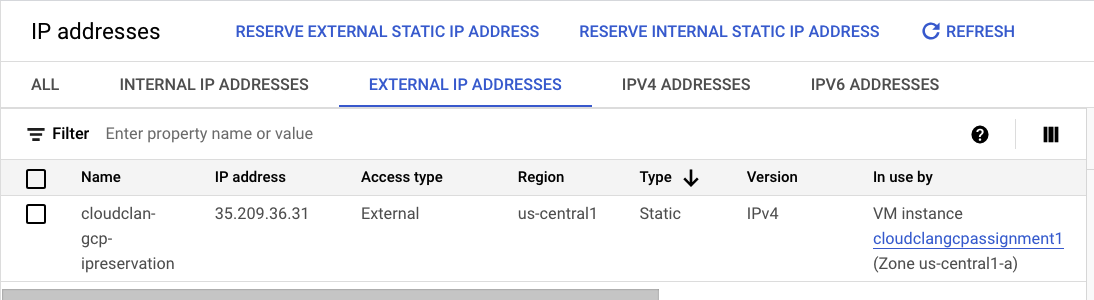 IP addresses RESERVE EXTERNAL STATIC IP ADDRESS RESERVE INTERNAL STATIC IP ADDRESS REFRESH
ALL INTERNAL IP ADDRESSES EXTERNAL IP ADDRESSES IPV4 ADDRESSES IPV6 ADDRESSES
Filter Enter property name or value
Name IP address Access type Region Type Version In use by
cloudclan- 35.209.36.31 External us-central1 Static IPv4 VM instance
gcp- cloudclangcpassignment1
ipreservation (Zone us-central1-a)